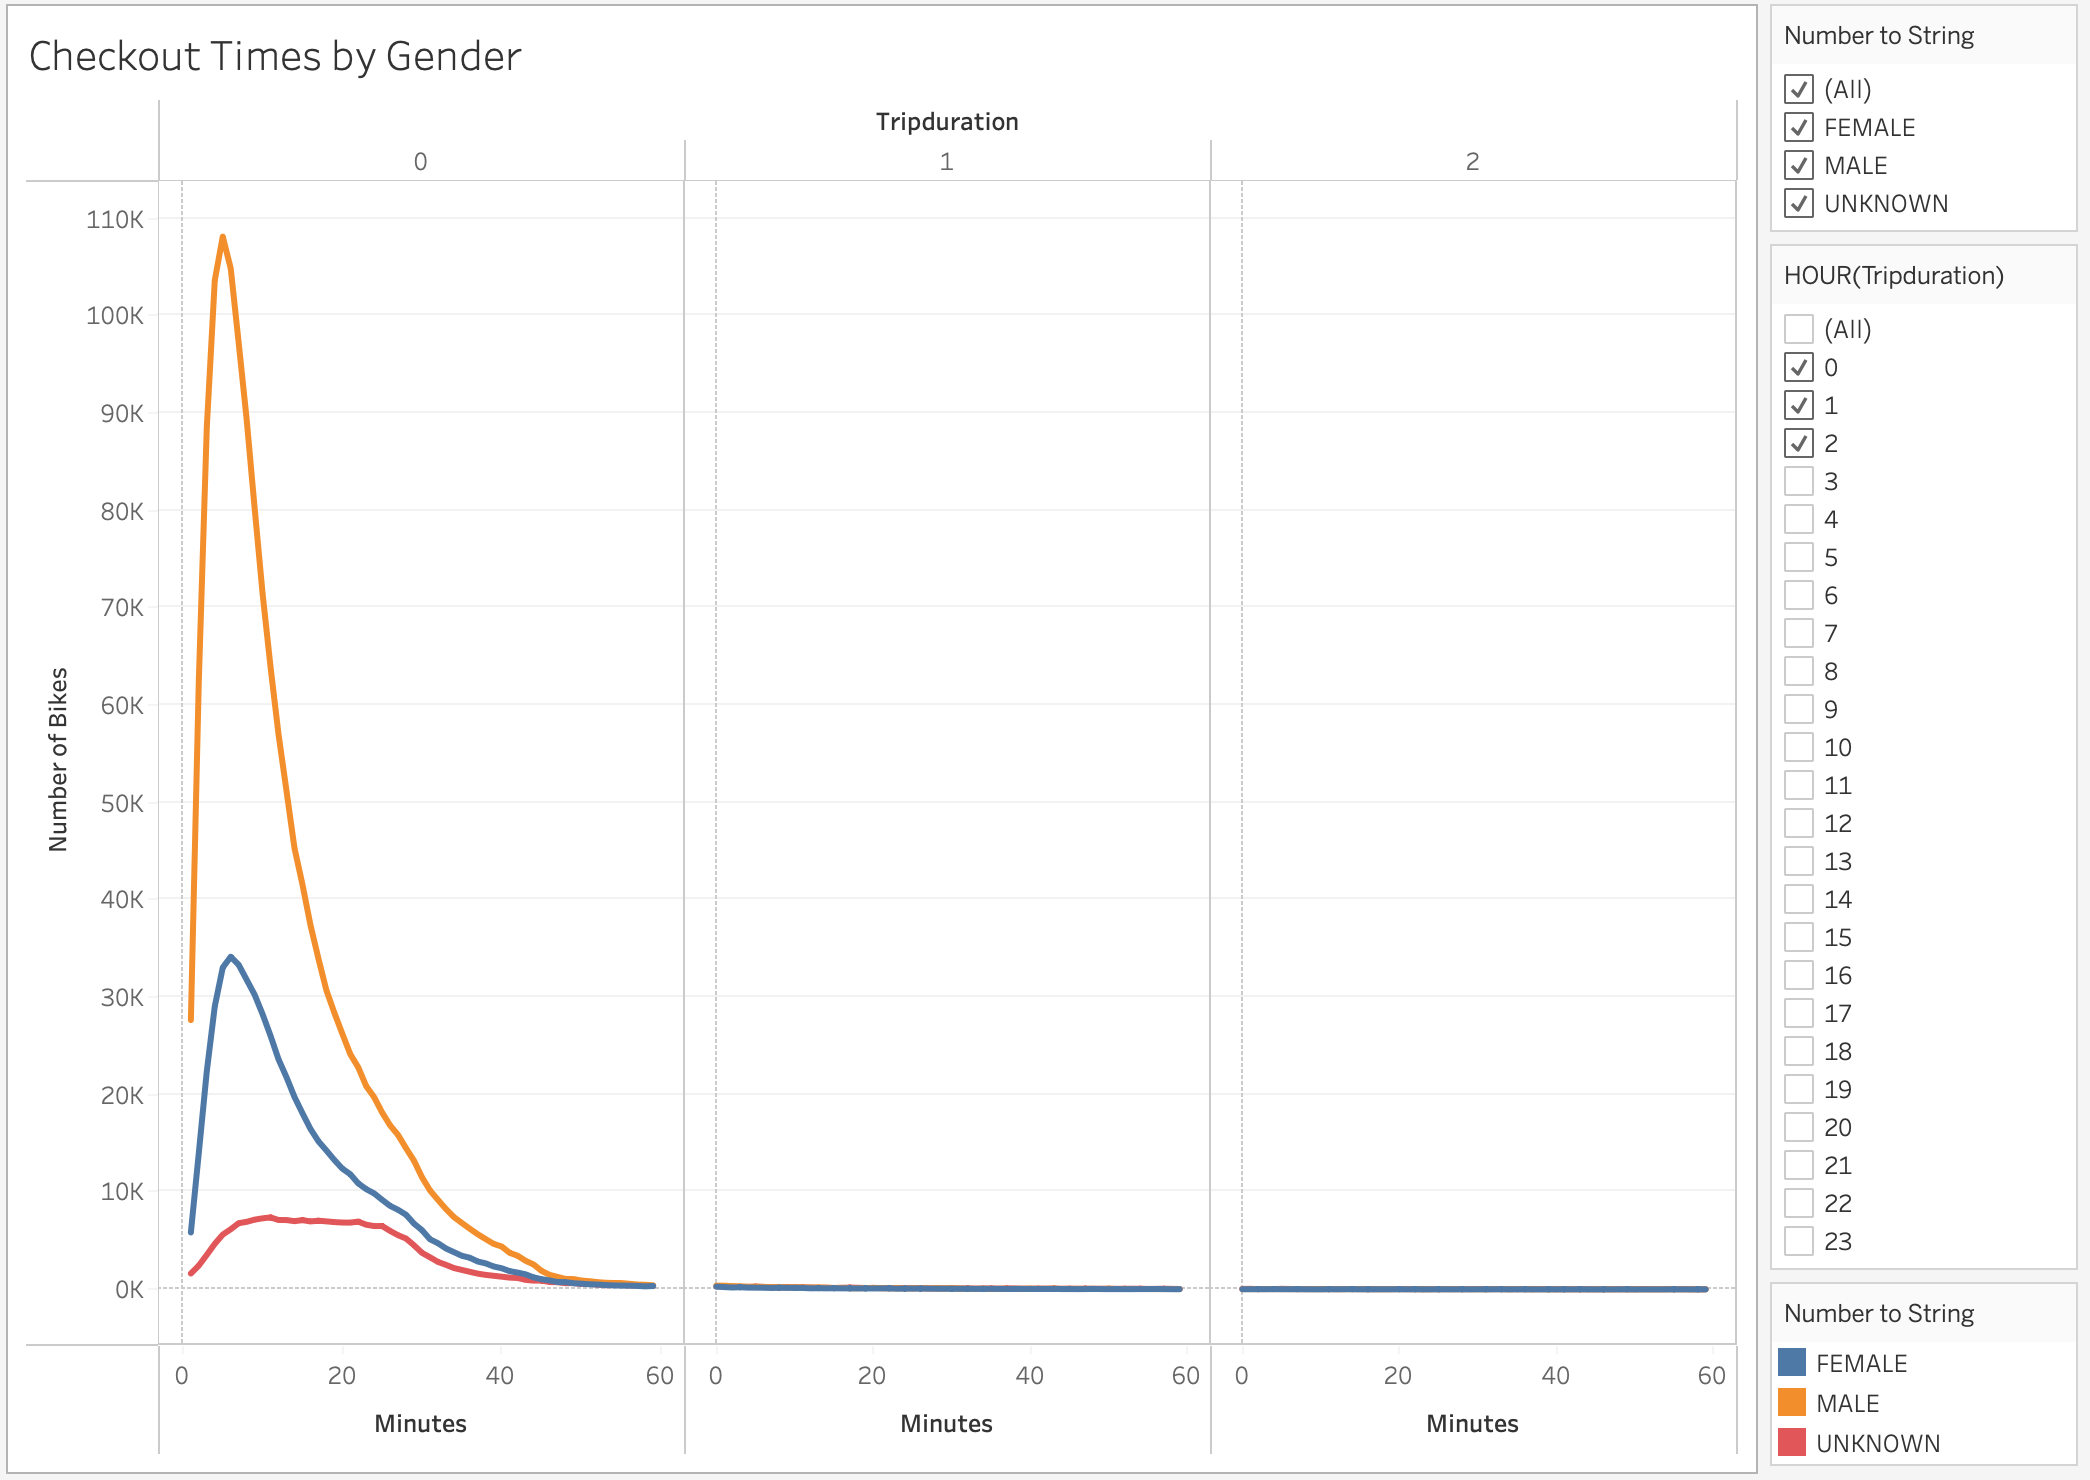 Checkout Times by Gender
Tripduration
0 1 2
110K
100K
90K
80K
70K
60K
50K
40K
30K
20K
10K
0K
Number of Bikes
0 20 40 60 0 20 40 60 0 20 40 60
Minutes Minutes Minutes
Number to String
(All)
FEMALE
MALE
UNKNOWN
HOUR(Tripduration)
(All)
0
1
2
3
4
5
6
7
8
9
10
11
12
13
14
15
16
17
18
19
20
21
22
23
Number to String
FEMALE
MALE
UNKNOWN